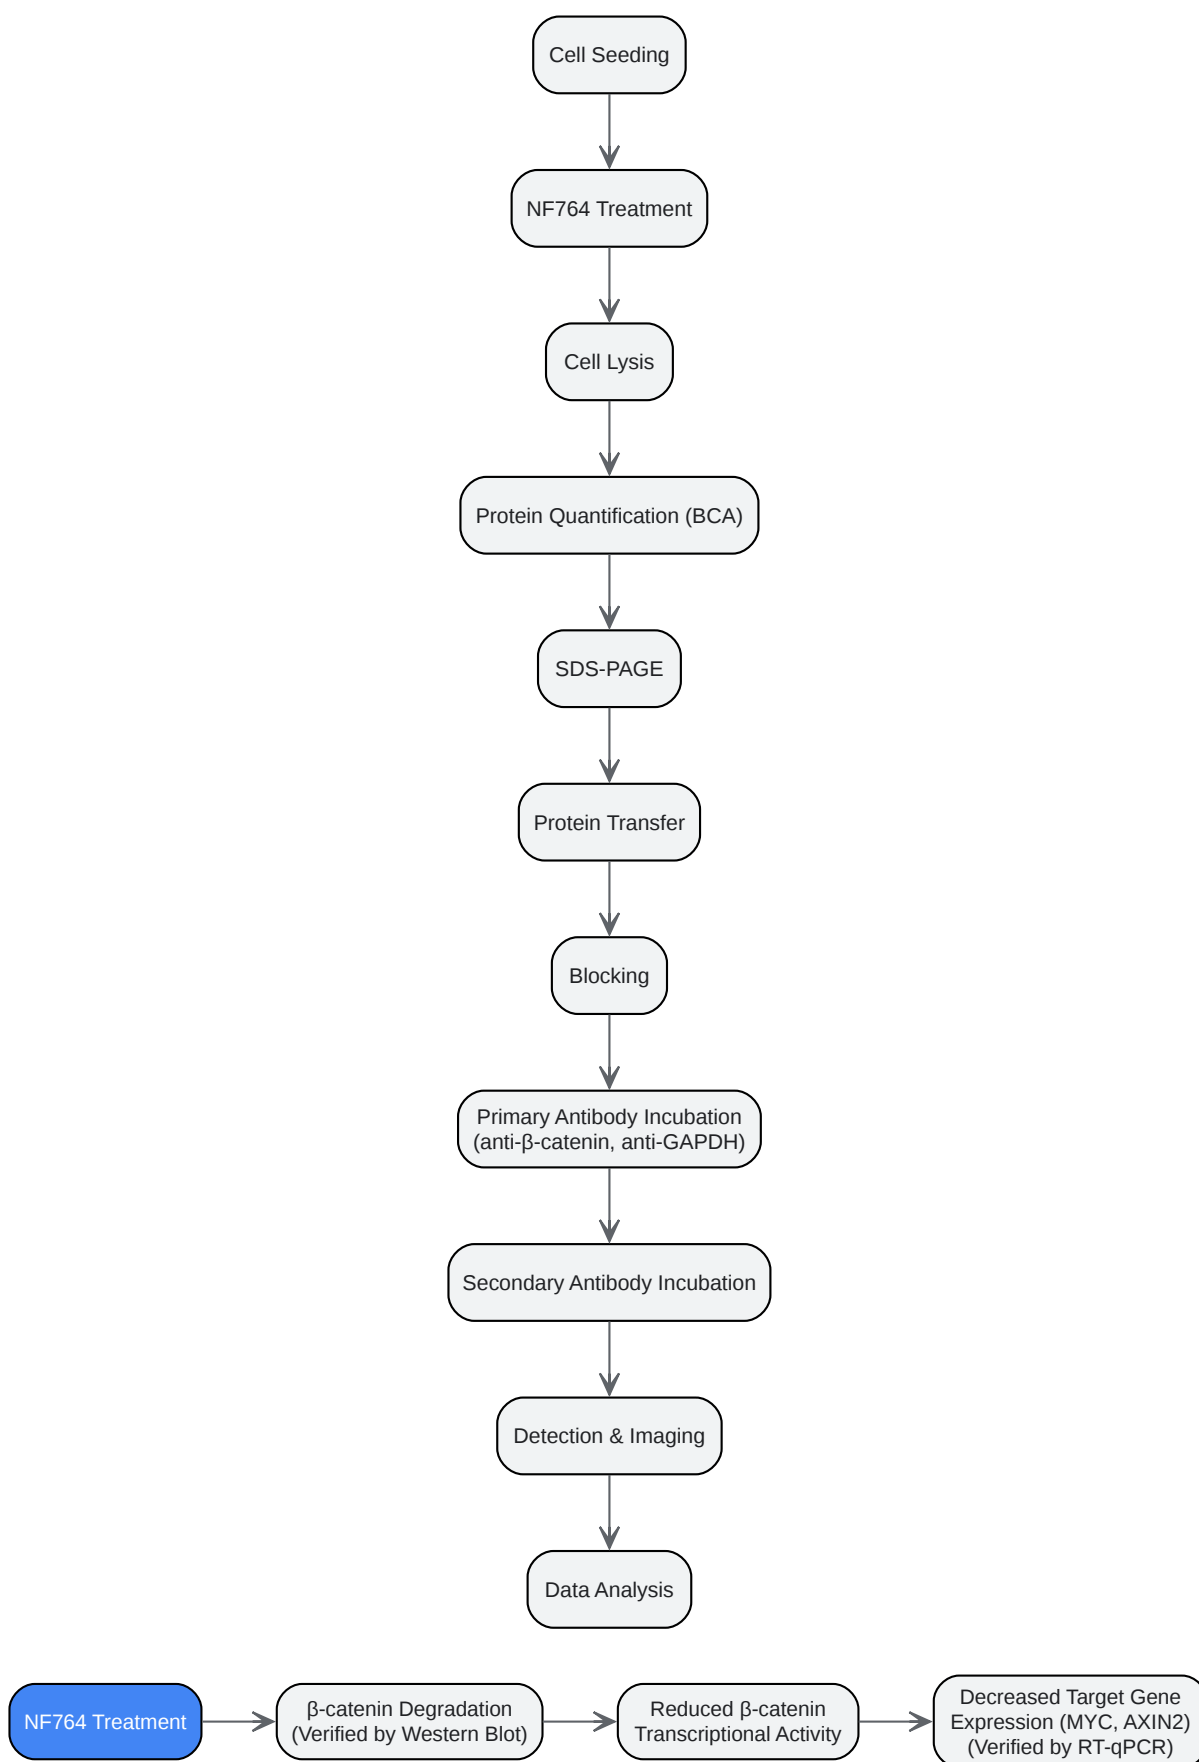 Cell Seeding
NF764 Treatment
Cell Lysis
Protein Quantification (BCA)
SDS-PAGE
Protein Transfer
Blocking
Primary Antibody Incubation
(anti-β-catenin, anti-GAPDH)
Secondary Antibody Incubation
Detection & Imaging
Data Analysis
NF764 Treatment
β-catenin Degradation
(Verified by Western Blot)
Reduced β-catenin
Transcriptional Activity
Decreased Target Gene
Expression (MYC, AXIN2)
(Verified by RT-qPCR)